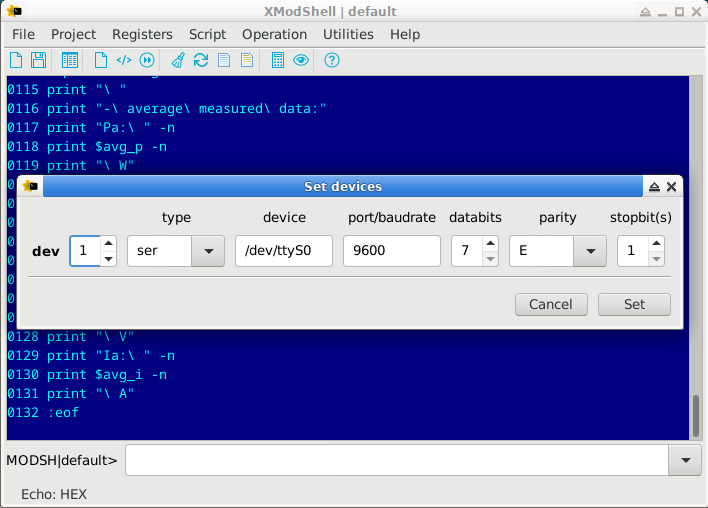 XModShell | default
File Project Registers Script Operation Utilities Help
0115 print "\ "
0116 print "-\ average\ measured\ data:"
0117 print "Pa:\ " -n
0118 print $avg_p -n
0119 print "\ W"
Set devices
type device port/baudrate databits parity stopbit(s)
dev 1 ser /dev/ttyS0 9600 7 E 1
Cancel Set
0128 print "\ V"
0129 print "Ia:\ " -n
0130 print $avg_i -n
0131 print "\ A"
0132 :eof
MODSH|default>
Echo: HEX